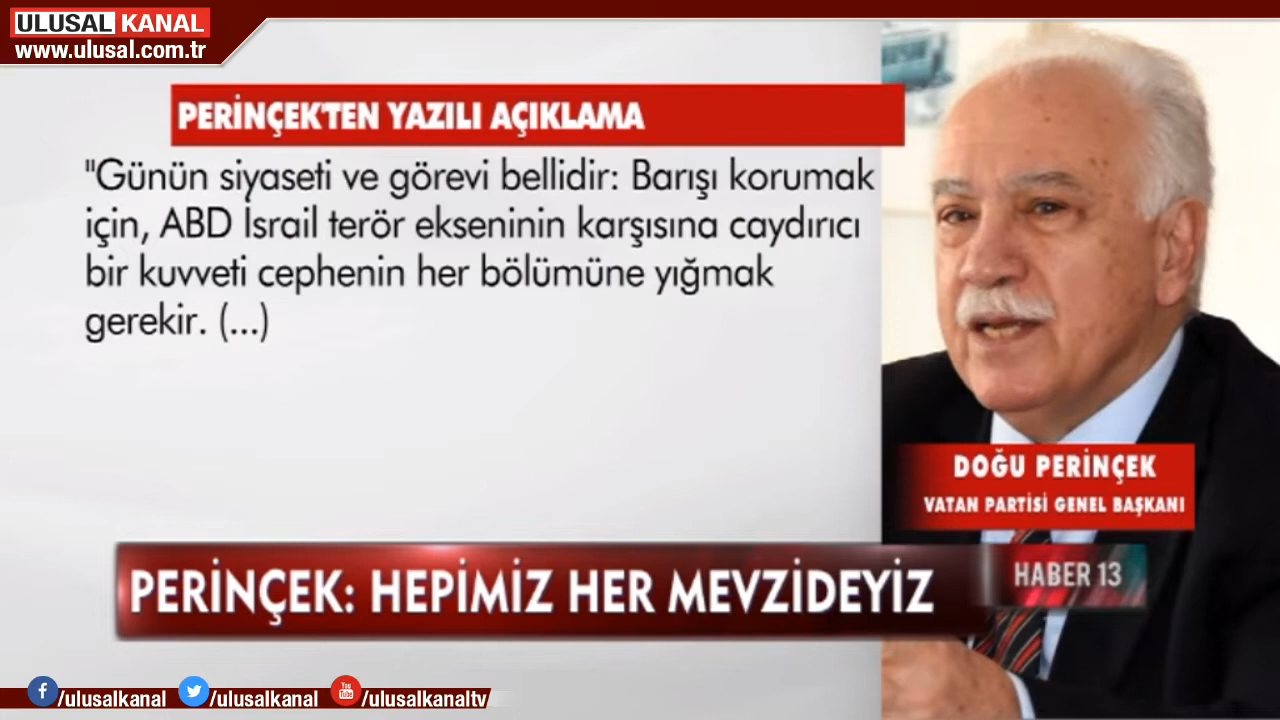 ULUSAL KANAL
www.ulusal.com.tr
PERİNÇEK'TEN YAZILI AÇIKLAMA
"Günün siyaseti ve görevi bellidir: Barışı korumak
için, ABD İsrail terör ekseninin karşısına caydırıcı
bir kuvveti cephenin her bölümüne yığmak
gerekir. (...)
DOĞU PERİNÇEK
VATAN PARTİSİ GENEL BAŞKANI
PERİNÇEK: HEPİMİZ HER MEVZİDEYİZ
HABER 13
/ulusalkanal /ulusalkanal You Tube /ulusalkanaltv